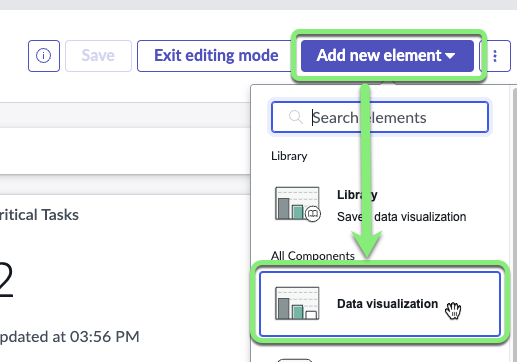 Save
Exit editing mode
Add new element
Search elements
Library
Library
Saved data visualization
All Components
Data visualization
ritical Tasks
2
pdated at 03:56 PM